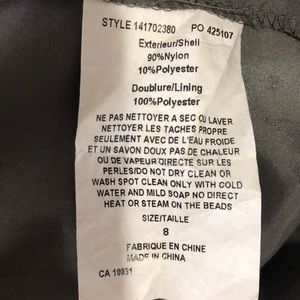 STYLE 141702380 PO 425107
Exterieur/Shell
90%Nylon
10%Polyester
Doublure/Lining
100%Polyester
NE PAS NETTOYER A SEC OU LAVER
NETTOYER LES TACHES PROPRE
SEULEMENT AVEC DE L'EAU FROIDE
ET UN SAVON DOUX PAS DE CHALEUR
OU DE VAPEUR DIRECTE SUR LES
PERLES/DO NOT DRY CLEAN OR
WASH SPOT CLEAN ONLY WITH COLD
WATER AND MILD SOAP NO DIRECT
HEAT OR STEAM ON THE BEADS
SIZE/TAILLE
8
FABRIQUE EN CHINE
MADE IN CHINA
CA 10931